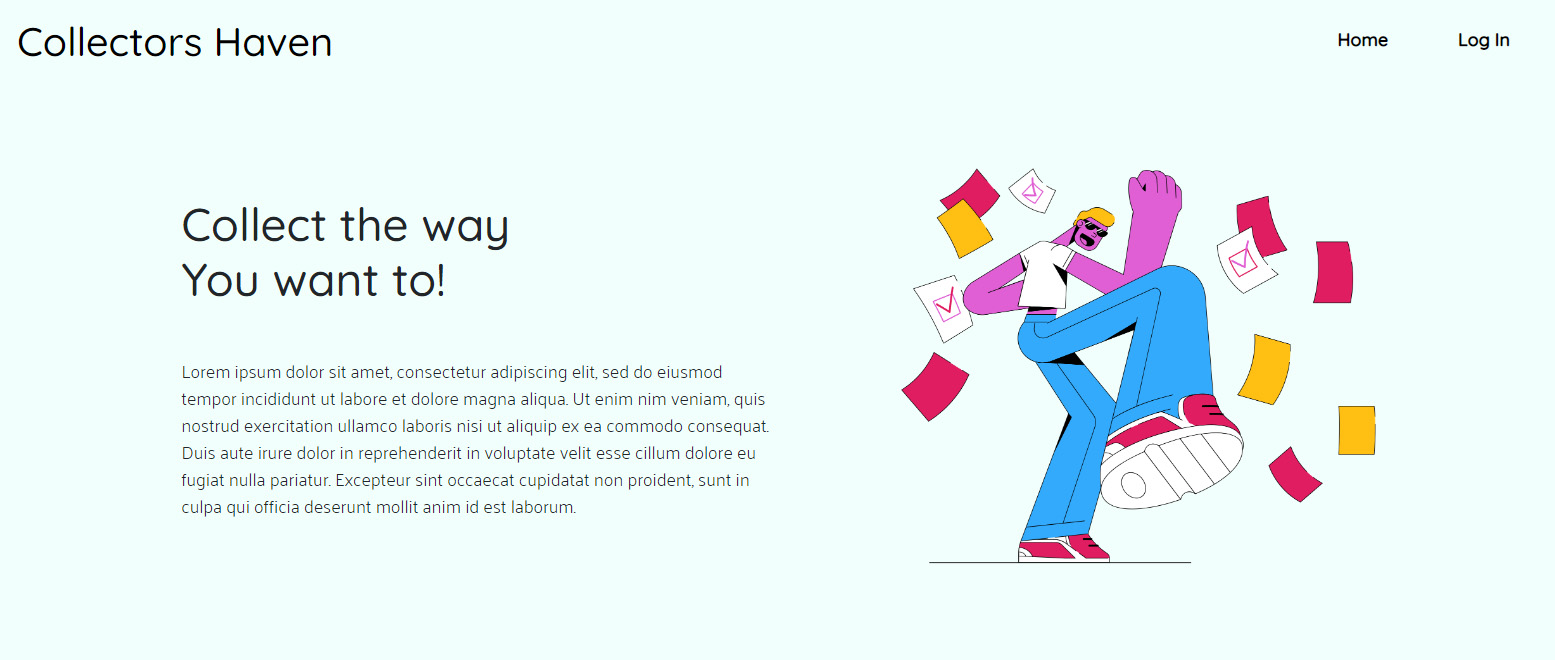 Collectors Haven
Home
Log In
Collect the way
You want to!
Lorem ipsum dolor sit amet, consectetur adipiscing elit, sed do eiusmod
tempor incididunt ut labore et dolore magna aliqua. Ut enim nim veniam, quis
nostrud exercitation ullamco laboris nisi ut aliquip ex ea commodo consequat.
Duis aute irure dolor in reprehenderit in voluptate velit esse cillum dolore eu
fugiat nulla pariatur. Excepteur sint occaecat cupidatat non proident, sunt in
culpa qui officia deserunt mollit anim id est laborum.